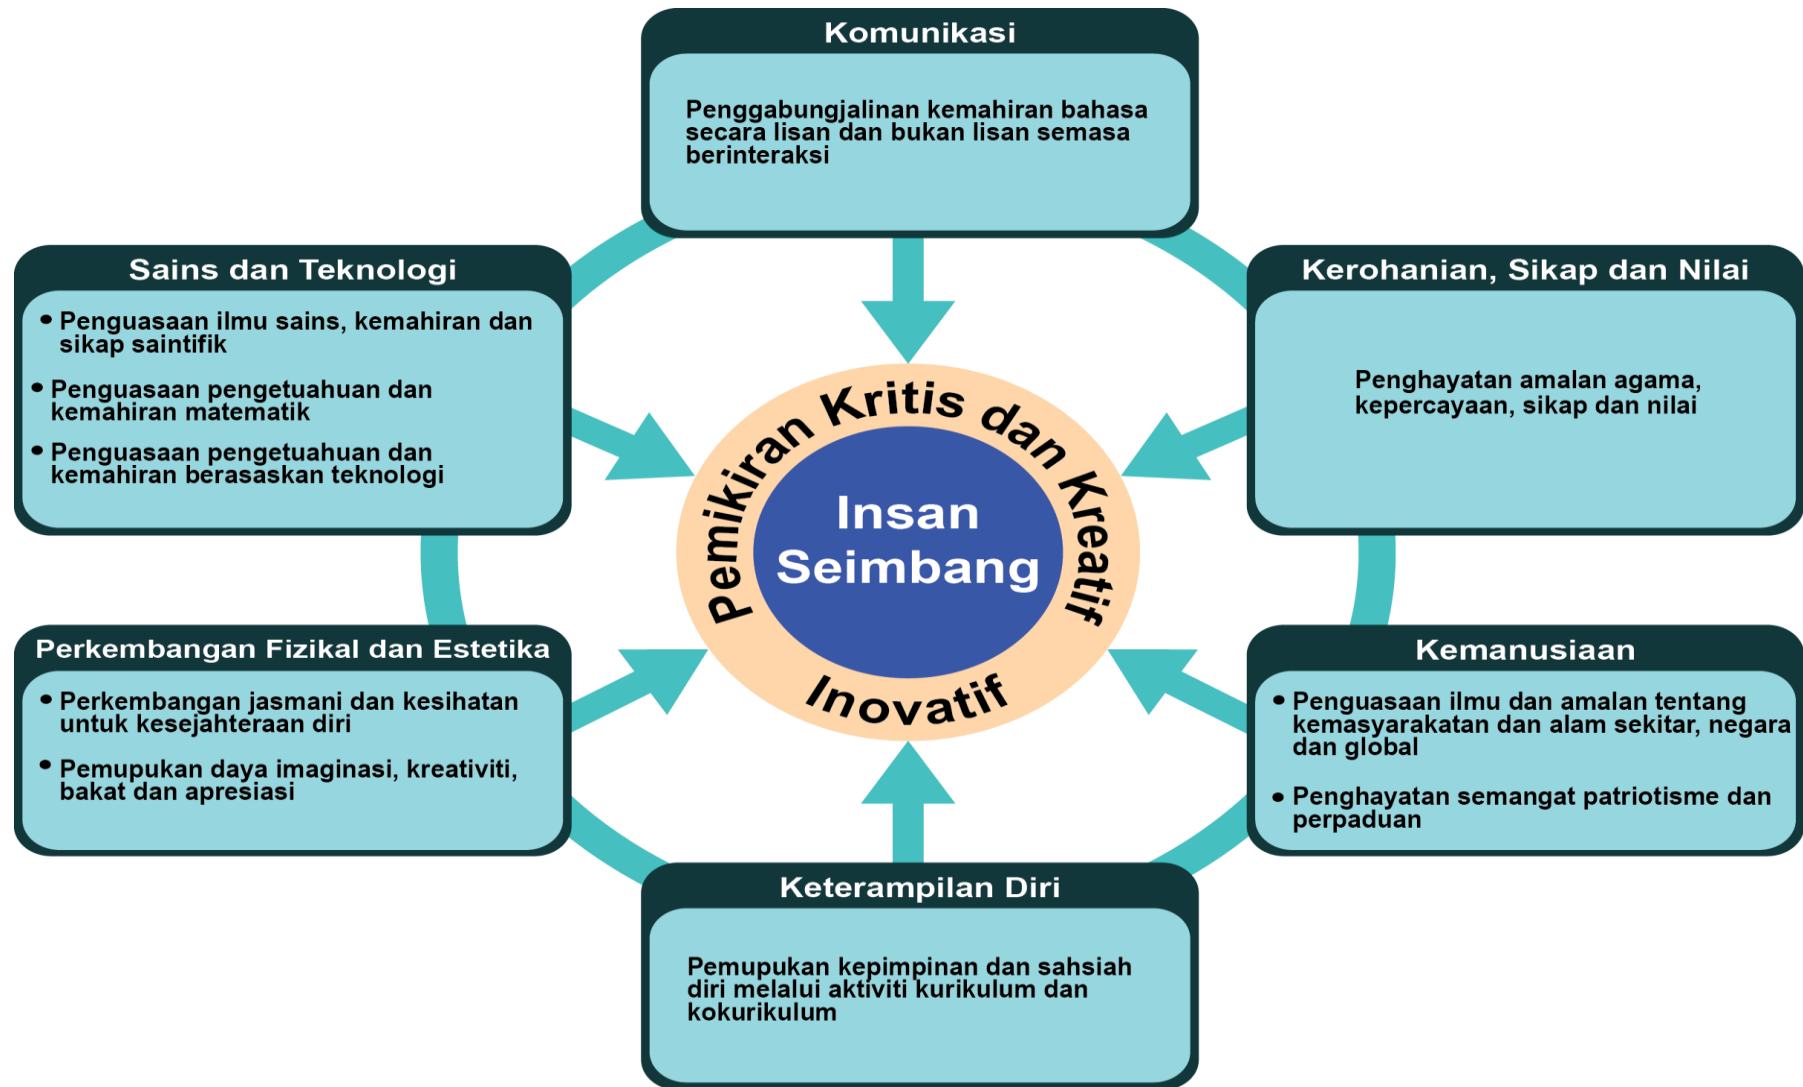 Komunikasi
Penggabungjalinan kemahiran bahasa
secara lisan dan bukan lisan semasa
berinteraksi
Sains dan Teknologi
• Penguasaan ilmu sains, kemahiran dan
sikap saintifik
• Penguasaan pengetuahuan dan
kemahiran matematik
• Penguasaan pengetuahuan dan
kemahiran berasaskan teknologi
Kerohanian, Sikap dan Nilai
Penghayatan amalan agama,
kepercayaan, sikap dan nilai
Pemikiran Kritis dan Kreatif
Insan
Seimbang
Inovatif
Perkembangan Fizikal dan Estetika
• Perkembangan jasmani dan kesihatan
untuk kesejahteraan diri
• Pemupukan daya imaginasi, kreativiti,
bakat dan apresiasi
Kemanusiaan
• Penguasaan ilmu dan amalan tentang
kemasyarakatan dan alam sekitar, negara
dan global
• Penghayatan semangat patriotisme dan
perpaduan
Keterampilan Diri
Pemupukan kepimpinan dan sahsiah
diri melalui aktiviti kurikulum dan
kokurikulum